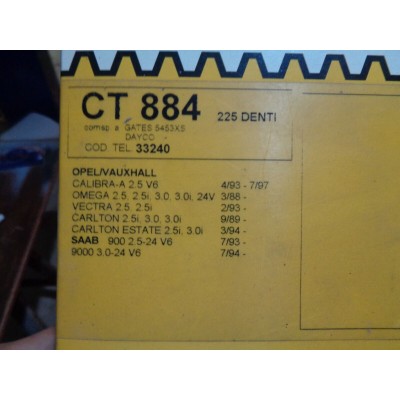 CT 884 225 DENTI
corrisp. a GATES 5453XS
DAYCO
COD. TEL. 33240
OPEL/VAUXHALL
CALIBRA-A 2.5 V6 4/93 - 7/97
OMEGA 2.5, 2.5i, 3.0, 3.0i, 24V 3/88 -
VECTRA 2.5, 2.5i 2/93 -
CARLTON 2.5i, 3.0, 3.0i 9/89 -
CARLTON ESTATE 2.5i, 3.0i 3/94 -
SAAB 900 2.5-24 V6 7/93 -
9000 3.0-24 V6 7/94 -